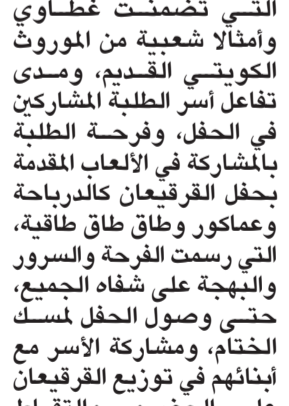 التي تضمنت غطاوي
وأمثالا شعبية من الموروث
الكويتي القديم، ومدى
تفاعل أسر الطلبة المشاركين
في الحفل، وفرحة الطلبة
بالمشاركة في الألعاب المقدمة
بحفل القرقيعان كالدرباحة
وعماكور وطاق طاق طاقية،
التي رسمت الفرحة والسرور
والبهجة على شفاه الجميع،
حتى وصول الحفل لمسك
الختام، ومشاركة الأسر مع
أبنائهم في توزيع القرقيعان